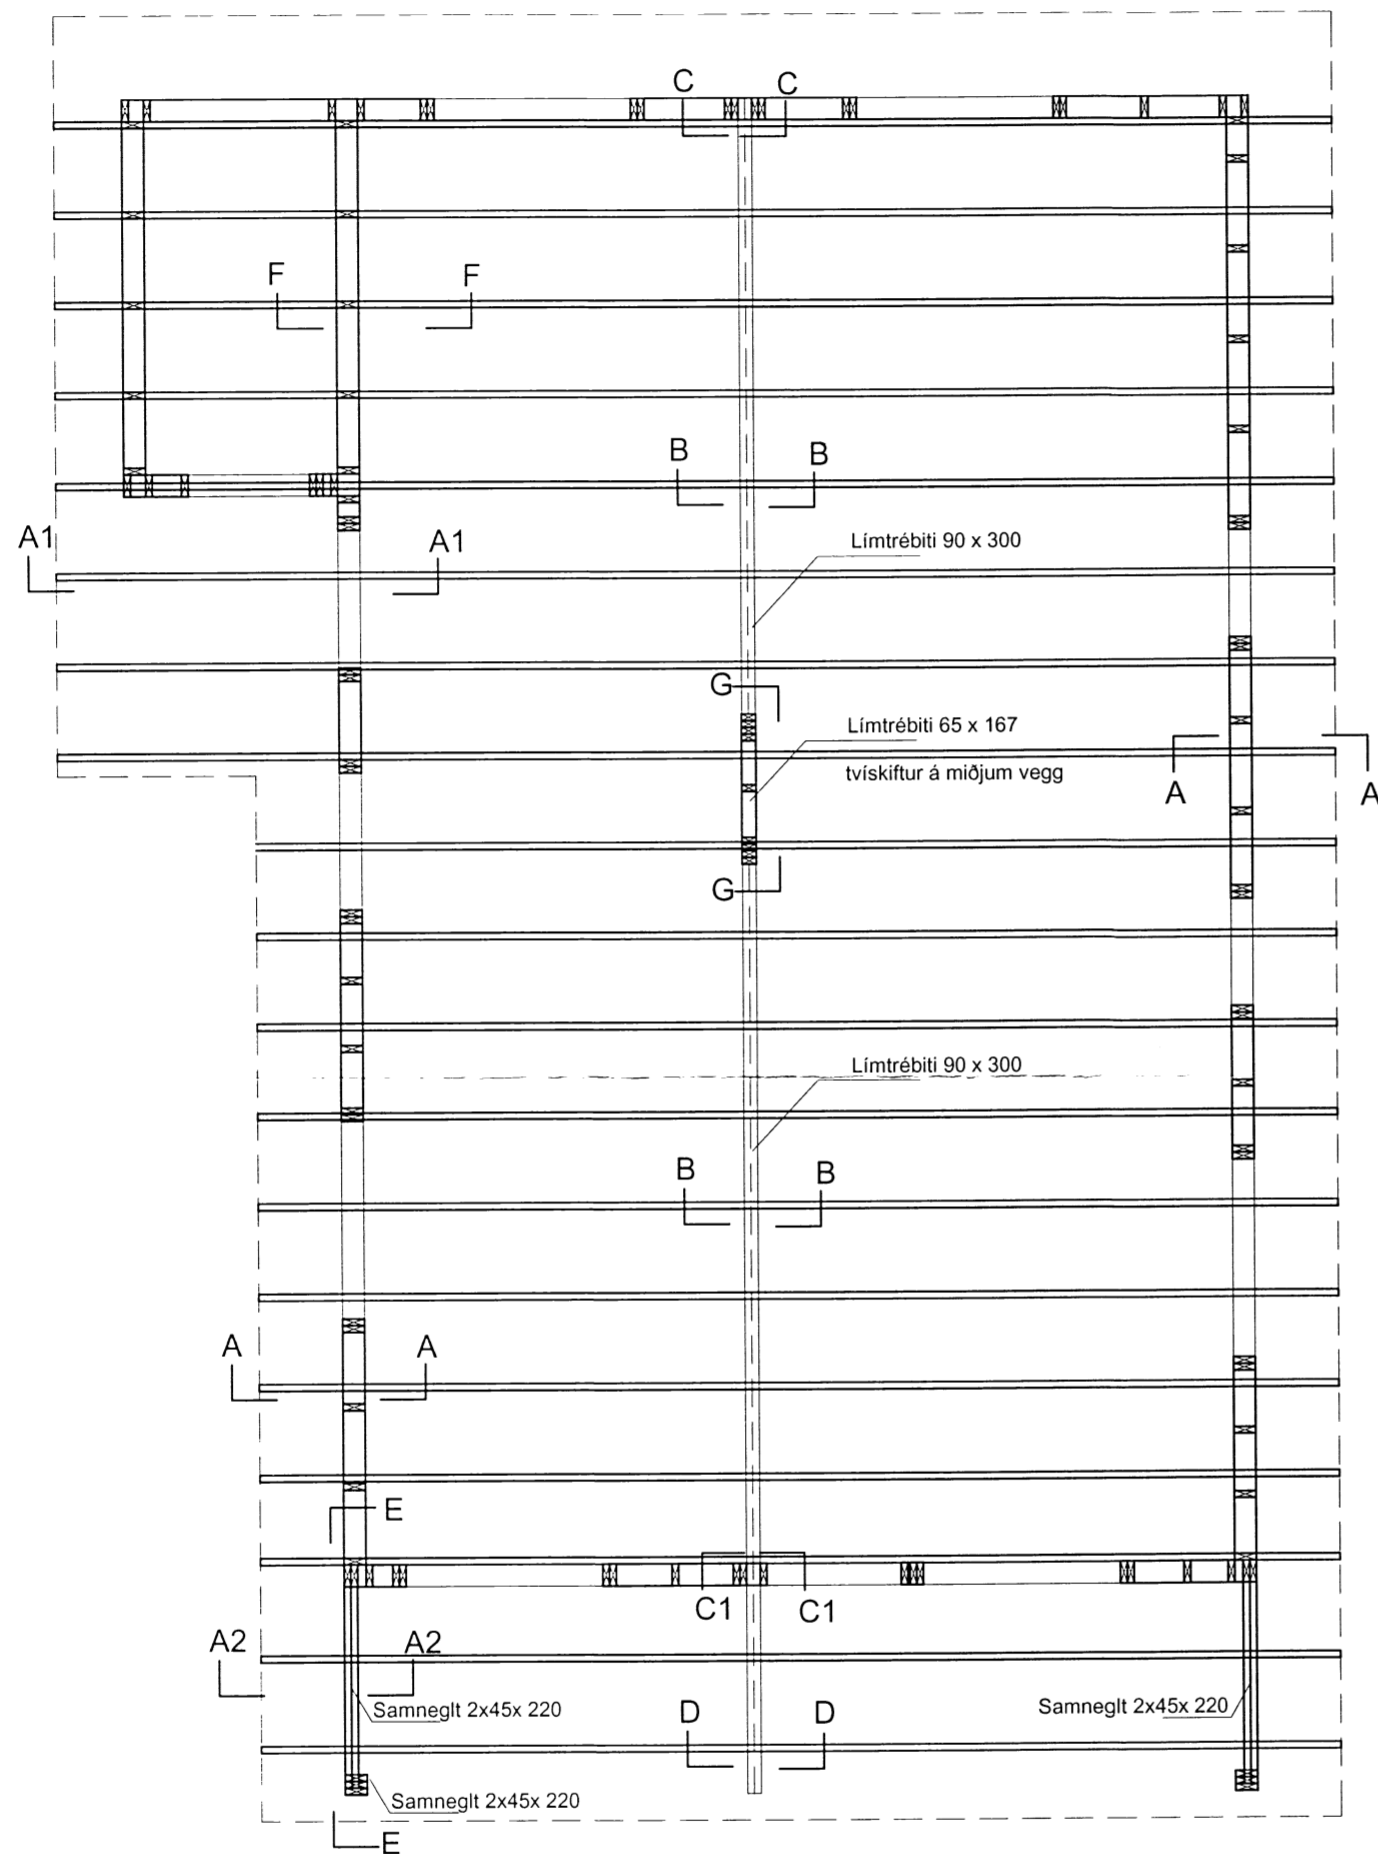 C C
F F
B B
A1 A1
Límtrébiti 90 x 300
G
Límtrébiti 65 x 167
tvískiftur á miðjum vegg
A A
G
Límtrébiti 90 x 300
B B
A A
E
C1 C1
A2 A2
Samneglt 2x45x 220
Samneglt 2x45x 220
D D
Samneglt 2x45x 220
E